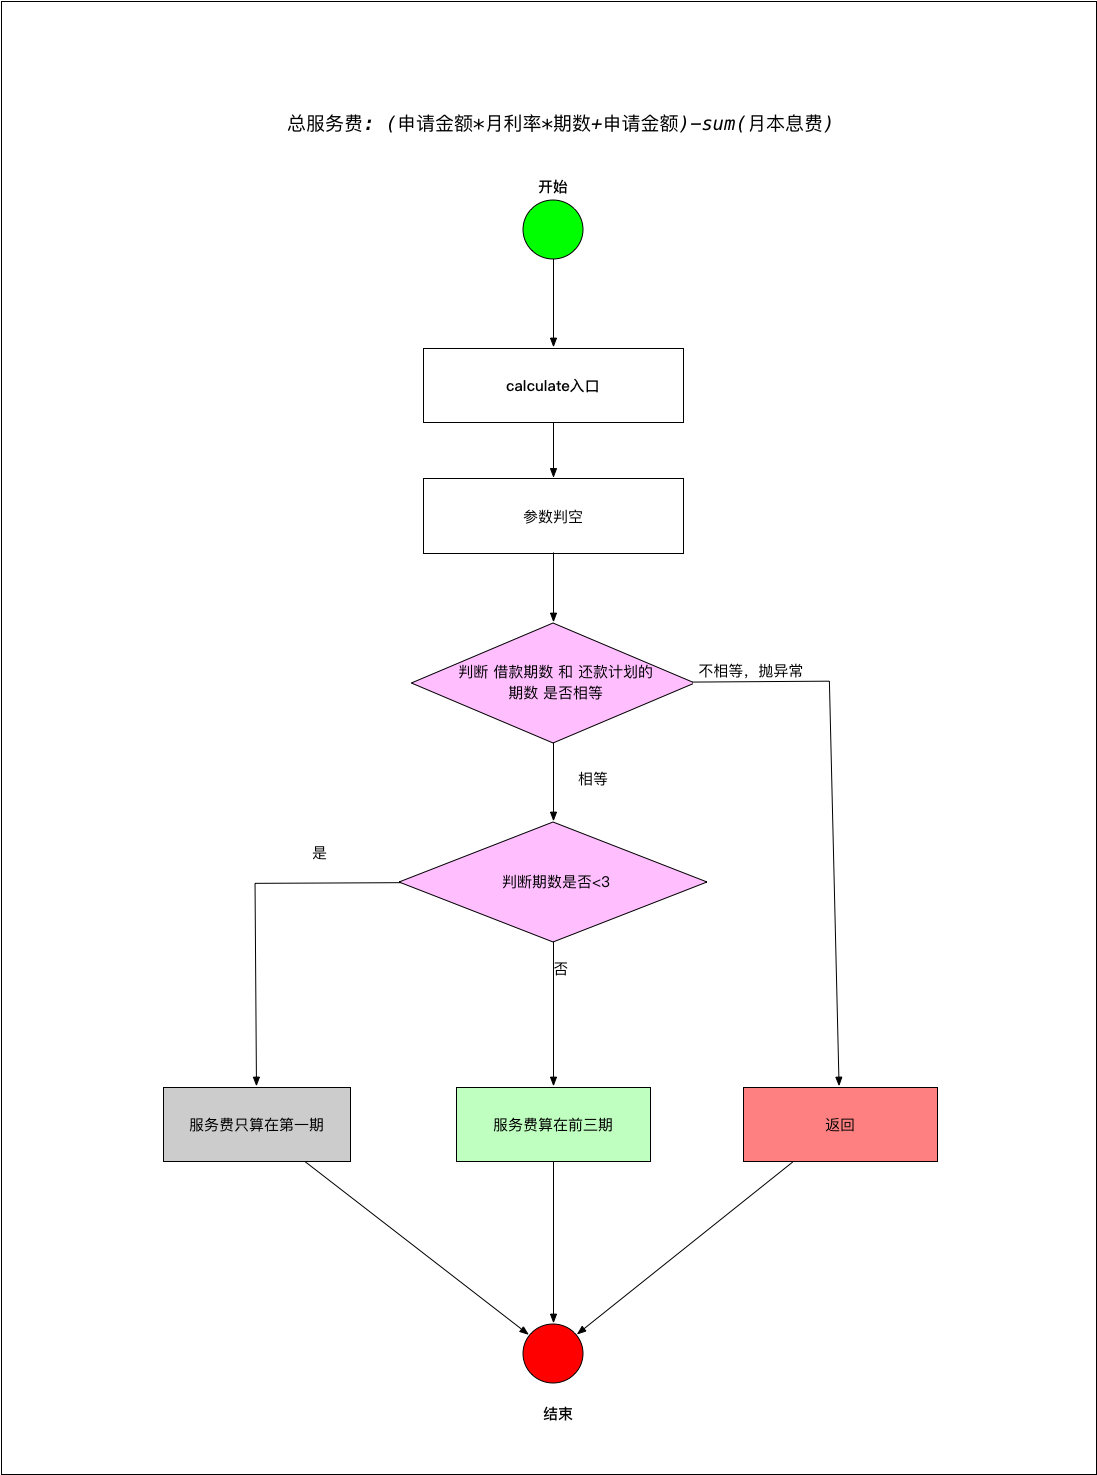 总服务费: (申请金额*月利率*期数+申请金额)-sum(月本息费)
开始
calculate入口
参数判空
判断 借款期数 和 还款计划的
期数 是否相等
不相等，抛异常
相等
是
判断期数是否<3
否
服务费只算在第一期
服务费算在前三期
返回
结束